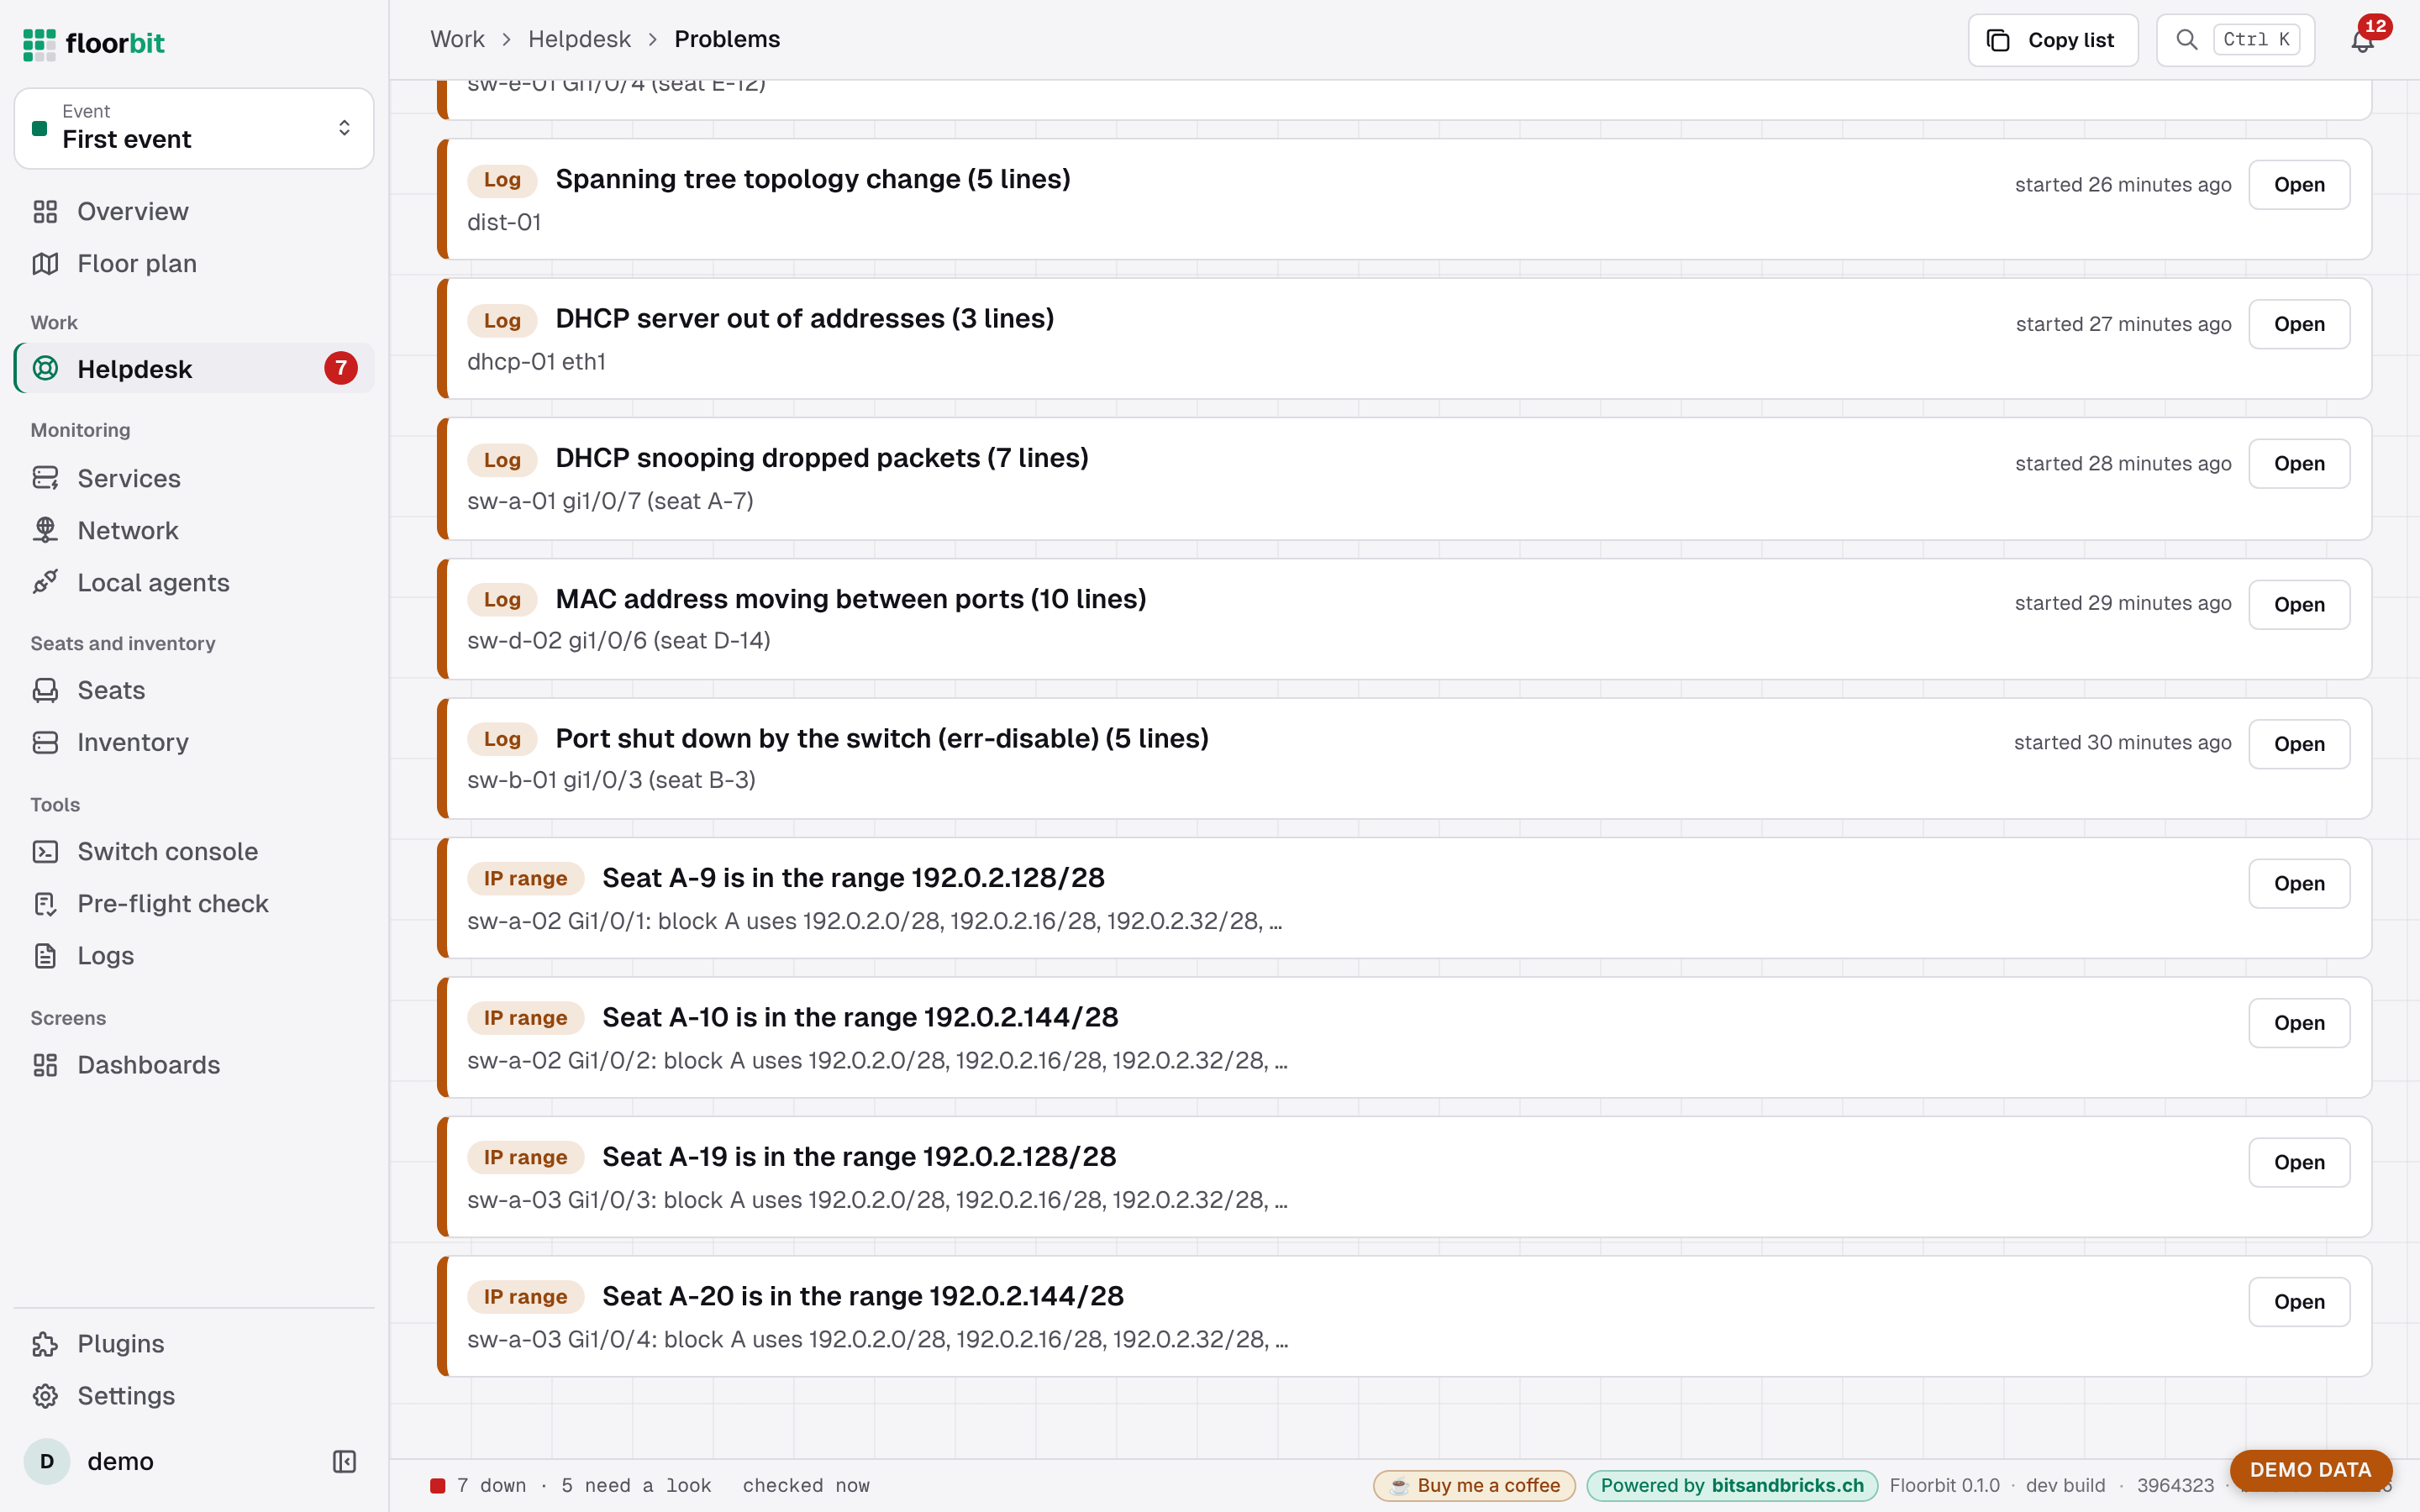 floorbit
Event
First event
Overview
Floor plan
Work
Helpdesk 7
Monitoring
Services
Network
Local agents
Seats and inventory
Seats
Inventory
Tools
Switch console
Pre-flight check
Logs
Screens
Dashboards
Plugins
Settings
D demo
Work > Helpdesk > Problems
Copy list
Ctrl K
12
sw-e-01 Gi1/0/4 (seat E-12)
Log Spanning tree topology change (5 lines) started 26 minutes ago Open
dist-01
Log DHCP server out of addresses (3 lines) started 27 minutes ago Open
dhcp-01 eth1
Log DHCP snooping dropped packets (7 lines) started 28 minutes ago Open
sw-a-01 gi1/0/7 (seat A-7)
Log MAC address moving between ports (10 lines) started 29 minutes ago Open
sw-d-02 gi1/0/6 (seat D-14)
Log Port shut down by the switch (err-disable) (5 lines) started 30 minutes ago Open
sw-b-01 gi1/0/3 (seat B-3)
IP range Seat A-9 is in the range 192.0.2.128/28 Open
sw-a-02 Gi1/0/1: block A uses 192.0.2.0/28, 192.0.2.16/28, 192.0.2.32/28, ...
IP range Seat A-10 is in the range 192.0.2.144/28 Open
sw-a-02 Gi1/0/2: block A uses 192.0.2.0/28, 192.0.2.16/28, 192.0.2.32/28, ...
IP range Seat A-19 is in the range 192.0.2.128/28 Open
sw-a-03 Gi1/0/3: block A uses 192.0.2.0/28, 192.0.2.16/28, 192.0.2.32/28, ...
IP range Seat A-20 is in the range 192.0.2.144/28 Open
sw-a-03 Gi1/0/4: block A uses 192.0.2.0/28, 192.0.2.16/28, 192.0.2.32/28, ...
7 down · 5 need a look checked now
Buy me a coffee
Powered by bitsandbricks.ch
Floorbit 0.1.0 · dev build · 3964323 ·
DEMO DATA